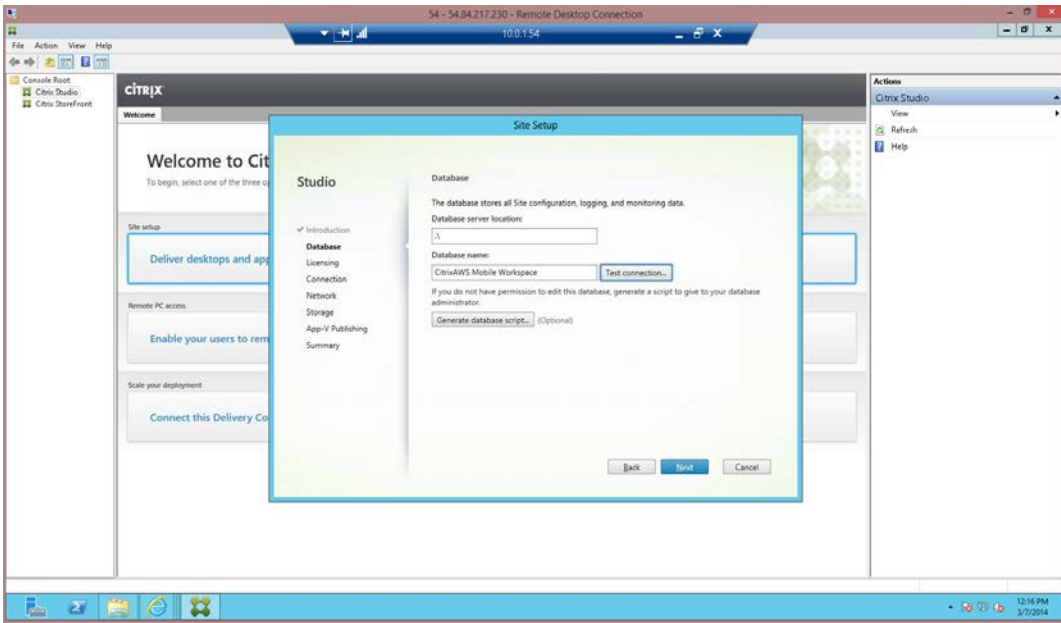 54 - 54.84.217.230 - Remote Desktop Connection
10.0.1.54
File Action View Help
Console Root
Citrix Studio
Citrix StoreFront
CITRIX
Welcome
Welcome to Cit
To begin, select one of the three o
Site setup
Deliver desktops and app
Remote PC access
Enable your users to rem
Scale your deployment
Connect this Delivery Co
Site Setup
Studio
Introduction
Database
Licensing
Connection
Network
Storage
App-V Publishing
Summary
Database
The database stores all Site configuration, logging, and monitoring data.
Database server location:
.\
Database name:
CitrixAWS Mobile Workspace
Test connection...
If you do not have permission to edit this database, generate a script to give to your database
administrator.
Generate database script... (Optional)
Back Next Cancel
Actions
Citrix Studio
View
Refresh
Help
12:16 PM
3/7/2014